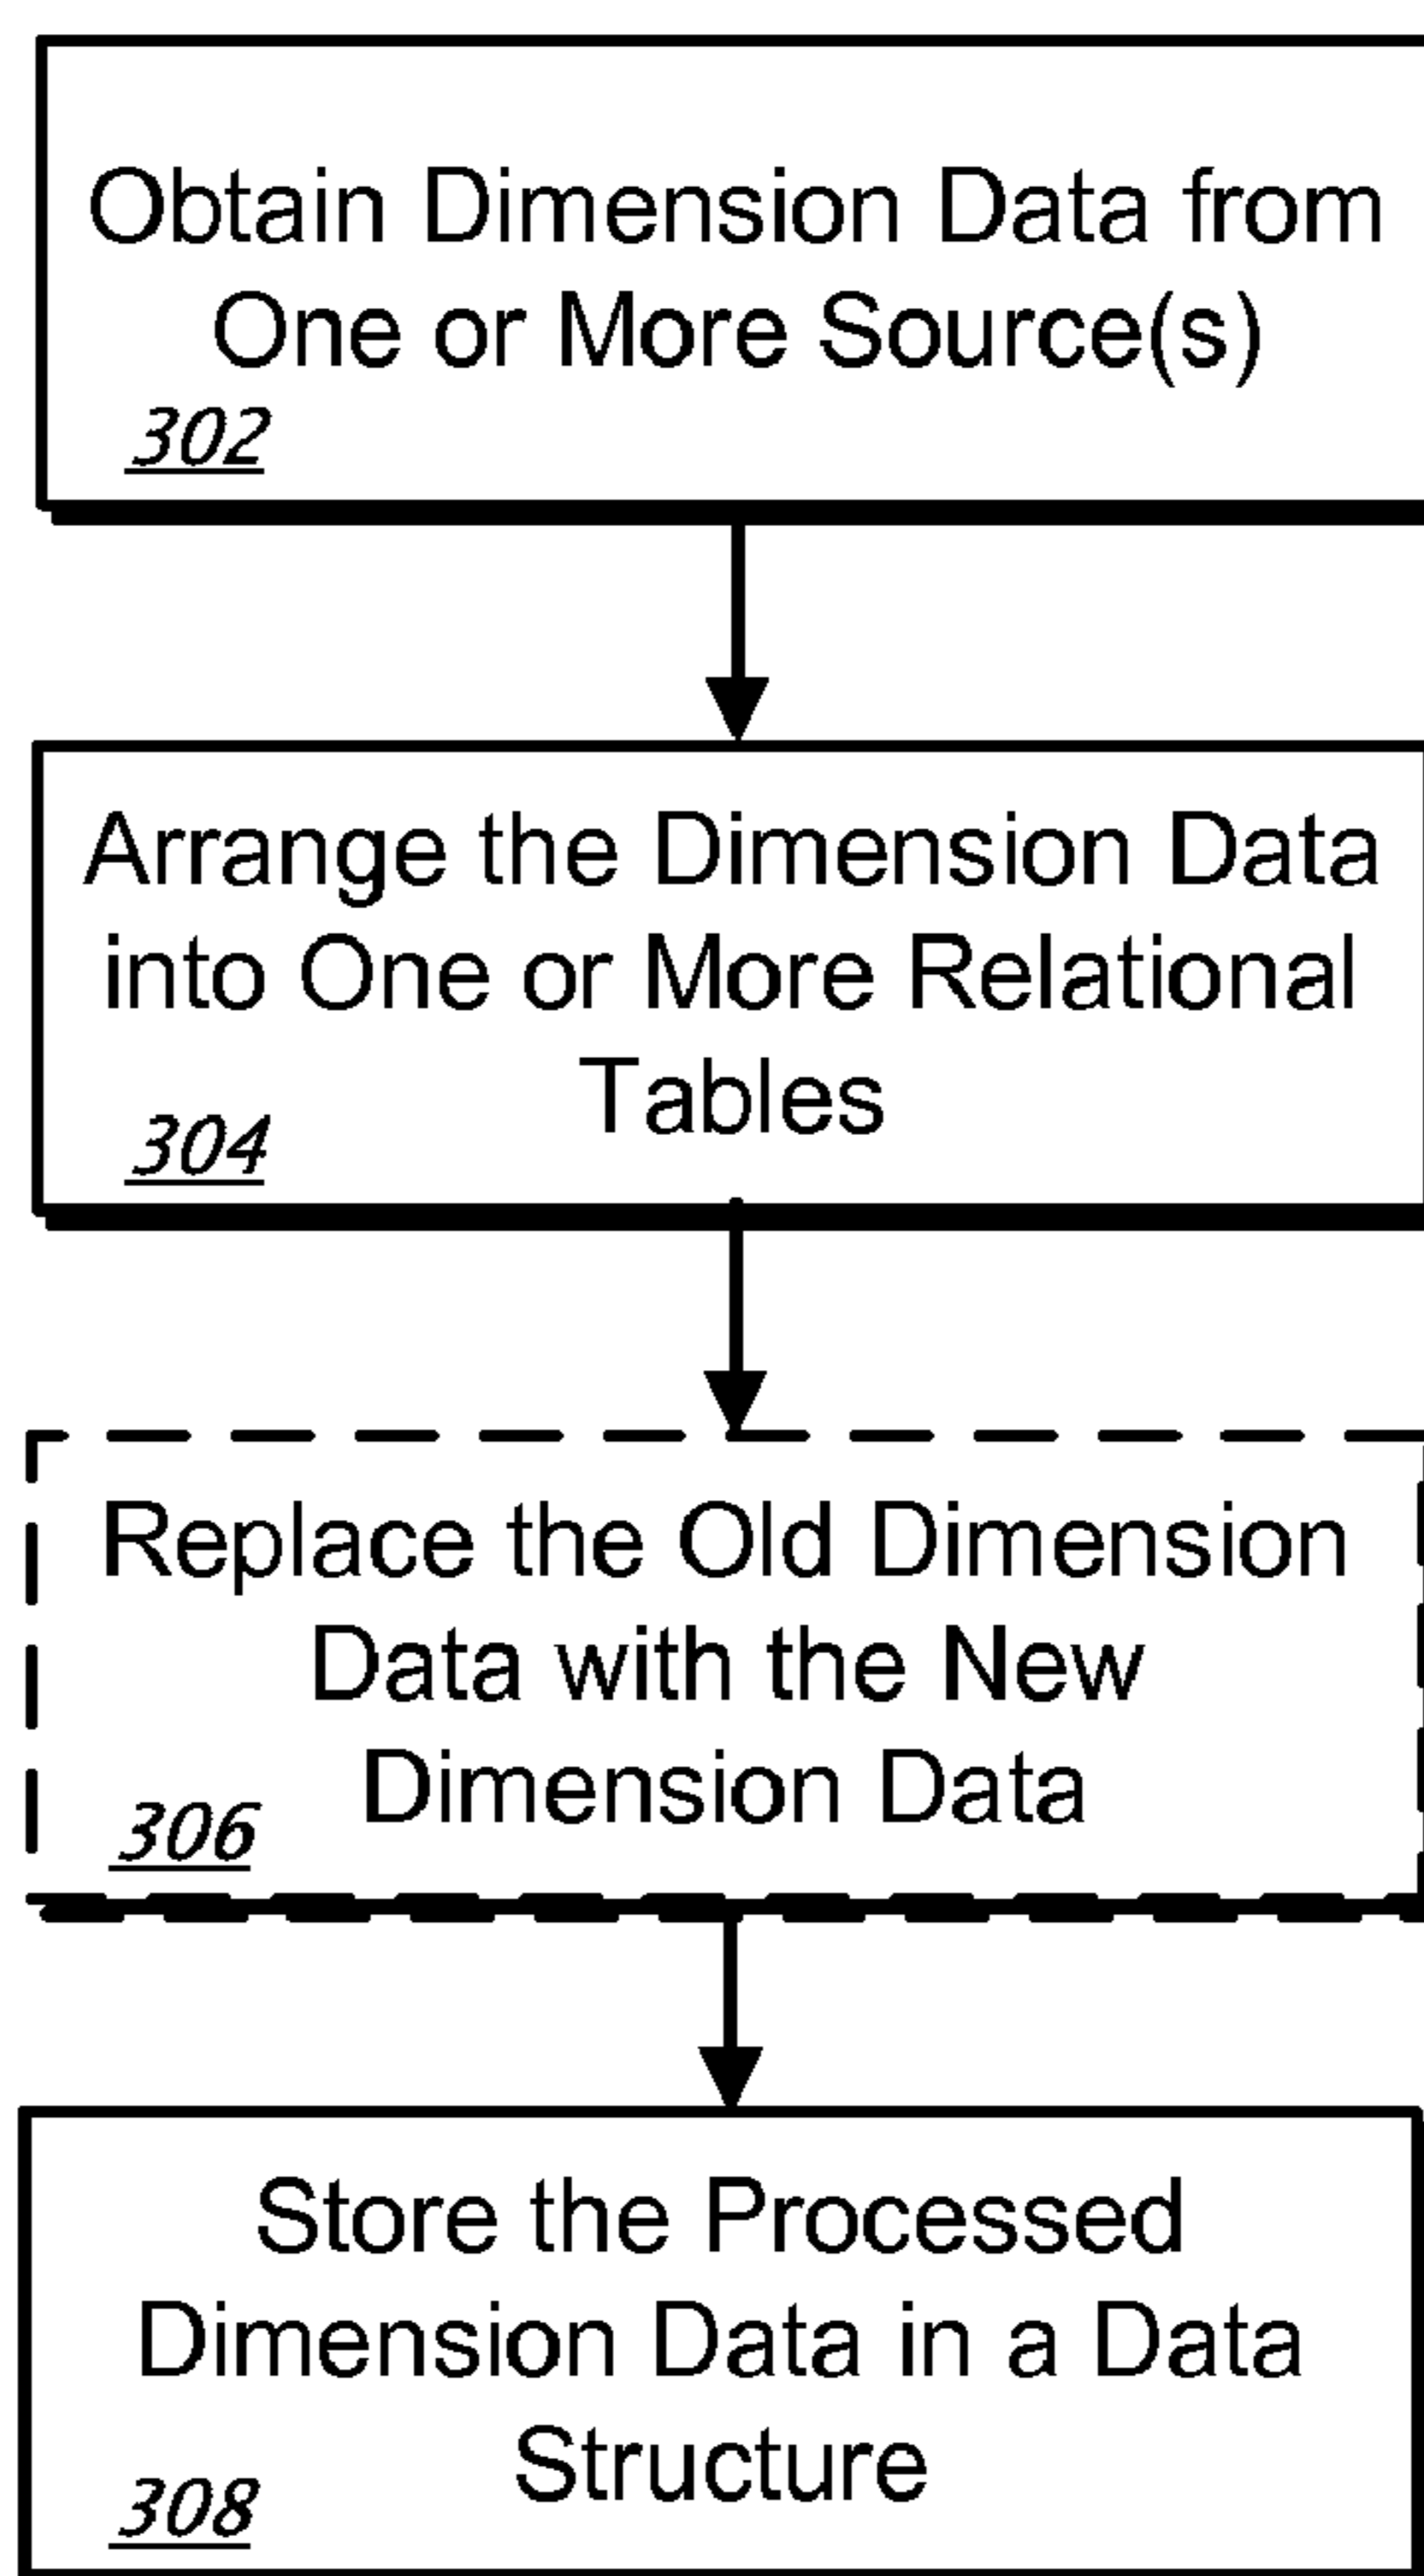 Obtain Dimension Data from
One or More Source(s)
302
Arrange the Dimension Data
into One or More Relational
Tables
304
Replace the Old Dimension
Data with the New
Dimension Data
306
Store the Processed
Dimension Data in a Data
Structure
308